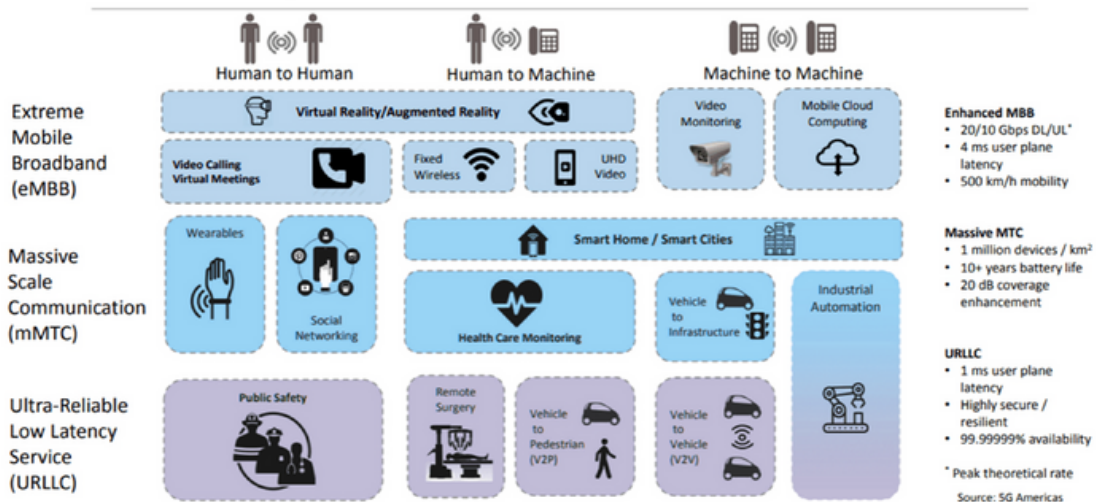 Human to Human
Human to Machine
Machine to Machine
Extreme
Mobile
Broadband
(eMBB)
Virtual Reality/Augmented Reality
Video Calling
Virtual Meetings
Fixed
Wireless
UHD
Video
Video
Monitoring
Mobile Cloud
Computing
Enhanced MBB
• 20/10 Gbps DL/UL*
• 4 ms user plane
latency
• 500 km/h mobility
Massive
Scale
Communication
(mMTC)
Wearables
Social
Networking
Smart Home / Smart Cities
Health Care Monitoring
Vehicle
to
Infrastructure
Industrial
Automation
Massive MTC
• 1 million devices / km²
• 10+ years battery life
• 20 dB coverage
enhancement
Ultra-Reliable
Low Latency
Service
(URLLC)
Public Safety
Remote
Surgery
Vehicle
to
Pedestrian
(V2P)
Vehicle
to
Vehicle
(V2V)
URLLC
• 1 ms user plane
latency
• Highly secure /
resilient
• 99.99999% availability
* Peak theoretical rate
Source: 5G Americas